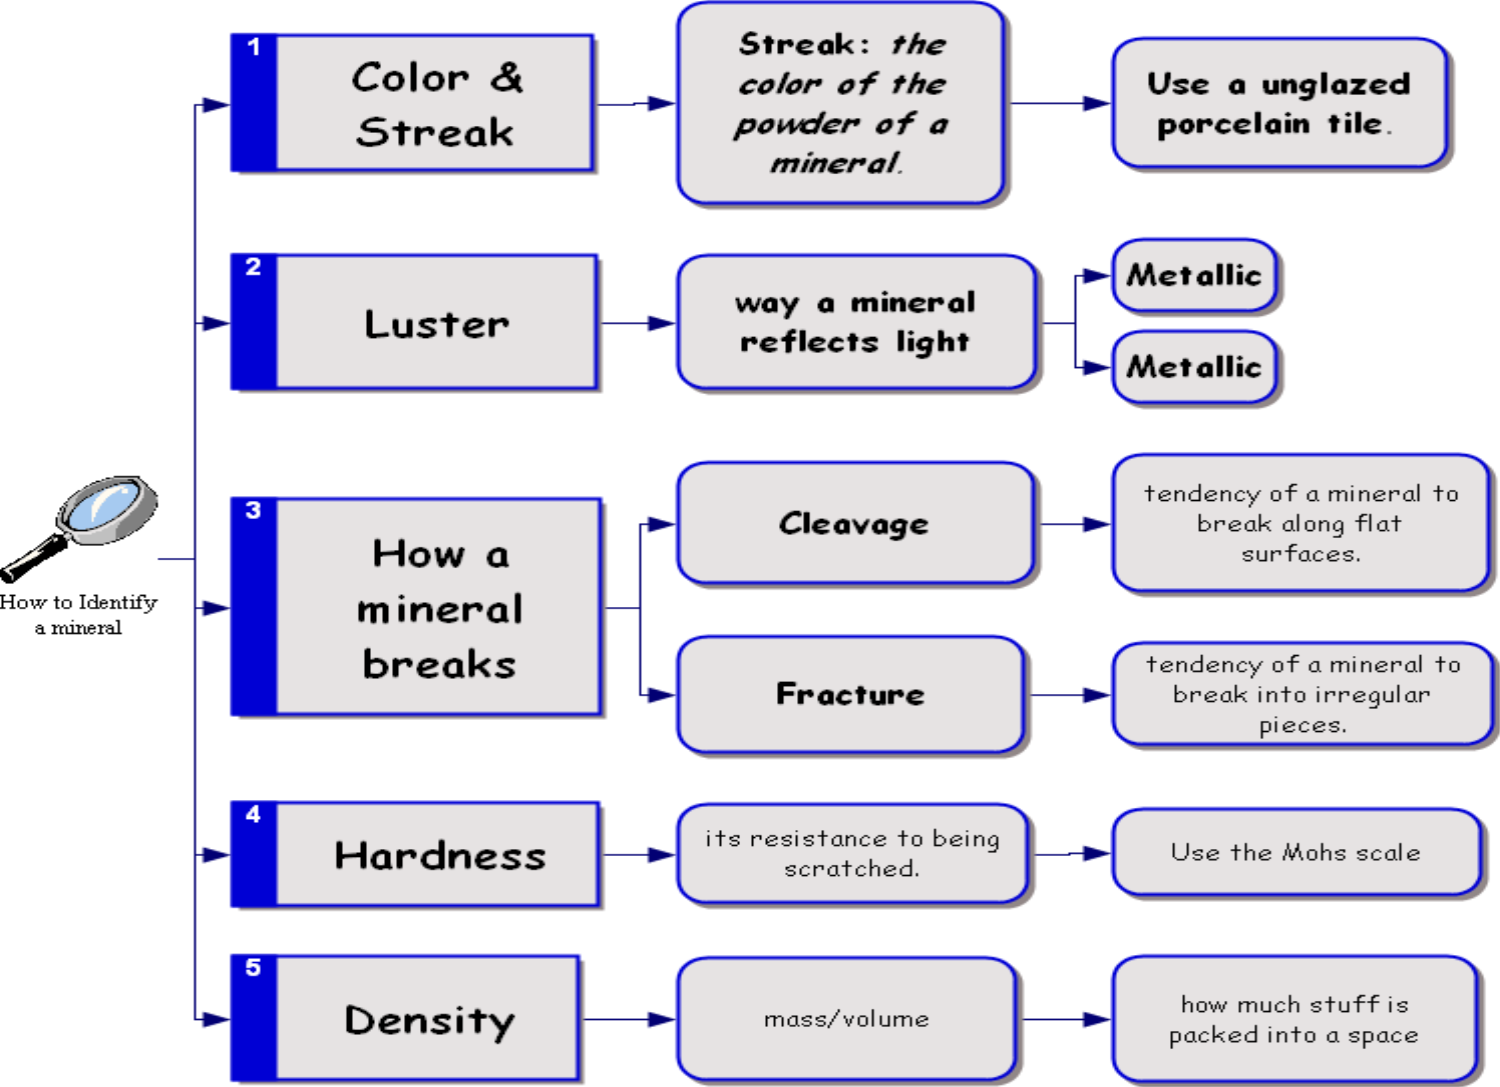 1
Color &
Streak
Streak: the
color of the
powder of a
mineral.
Use a unglazed
porcelain tile.
2
Luster
way a mineral
reflects light
Metallic
Metallic
How to Identify
a mineral
3
How a
mineral
breaks
Cleavage
tendency of a mineral to
break along flat
surfaces.
Fracture
tendency of a mineral to
break into irregular
pieces.
4
Hardness
its resistance to being
scratched.
Use the Mohs scale
5
Density
mass/volume
how much stuff is
packed into a space